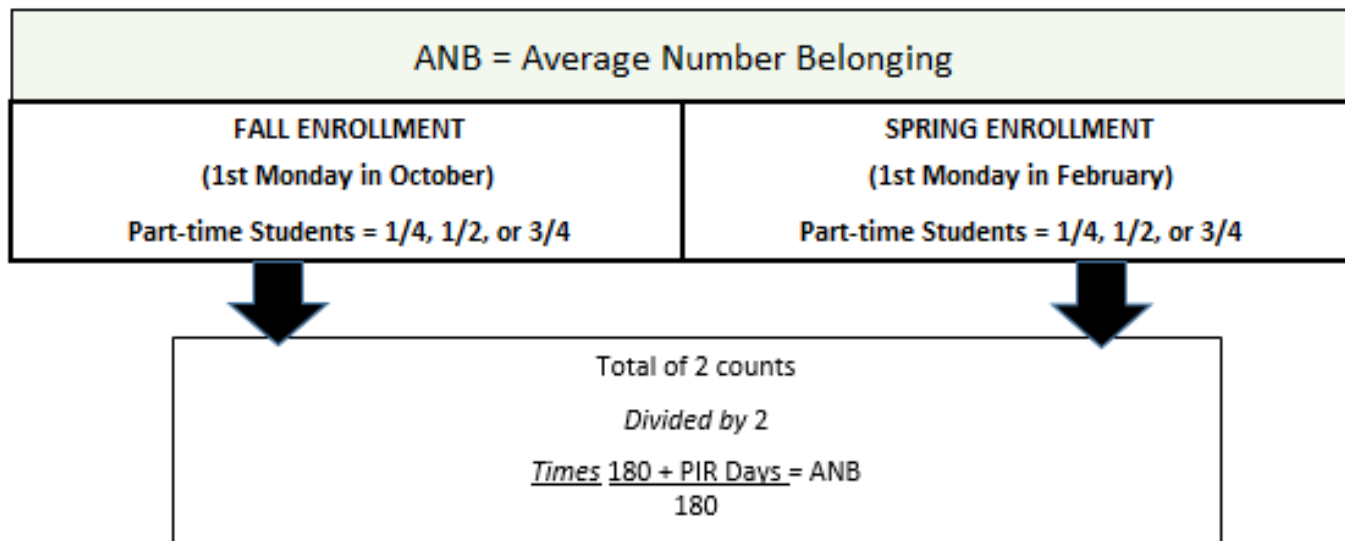 ANB = Average Number Belonging
FALL ENROLLMENT
(1st Monday in October)
Part-time Students = 1/4, 1/2, or 3/4
SPRING ENROLLMENT
(1st Monday in February)
Part-time Students = 1/4, 1/2, or 3/4
Total of 2 counts
Divided by 2
Times 180 + PIR Days = ANB
180